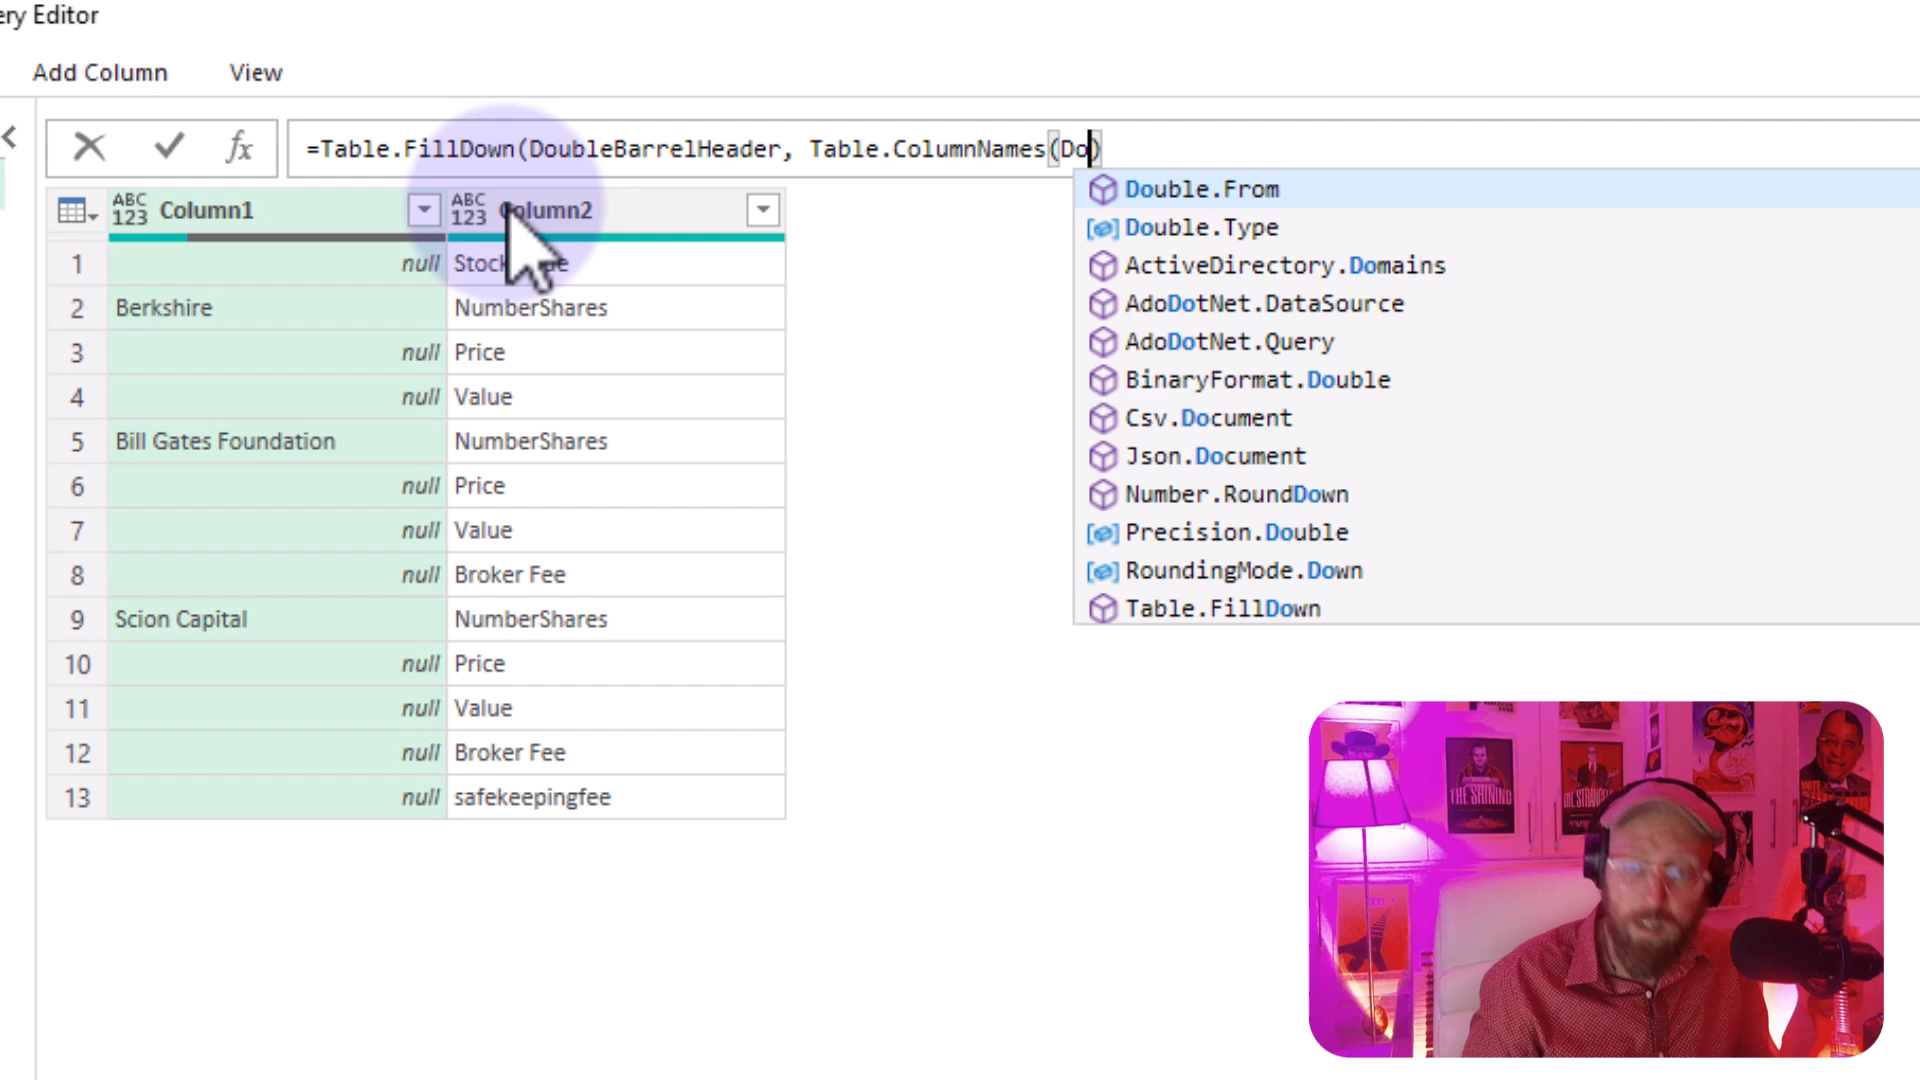 ery Editor
Add Column View
fx =Table.FillDown(DoubleBarrelHeader, Table.ColumnNames(Do)
ABC 123 Column1 ABC 123 Column2
1 null
2 Berkshire NumberShares
3 null Price
4 null Value
5 Bill Gates Foundation NumberShares
6 null Price
7 null Value
8 null Broker Fee
9 Scion Capital NumberShares
10 null Price
11 null Value
12 null Broker Fee
13 null safekeepingfee
Double.From
Double.Type
ActiveDirectory.Domains
AdoDotNet.DataSource
AdoDotNet.Query
BinaryFormat.Double
Csv.Document
Json.Document
Number.RoundDown
Precision.Double
RoundingMode.Down
Table.FillDown
THE SHINING